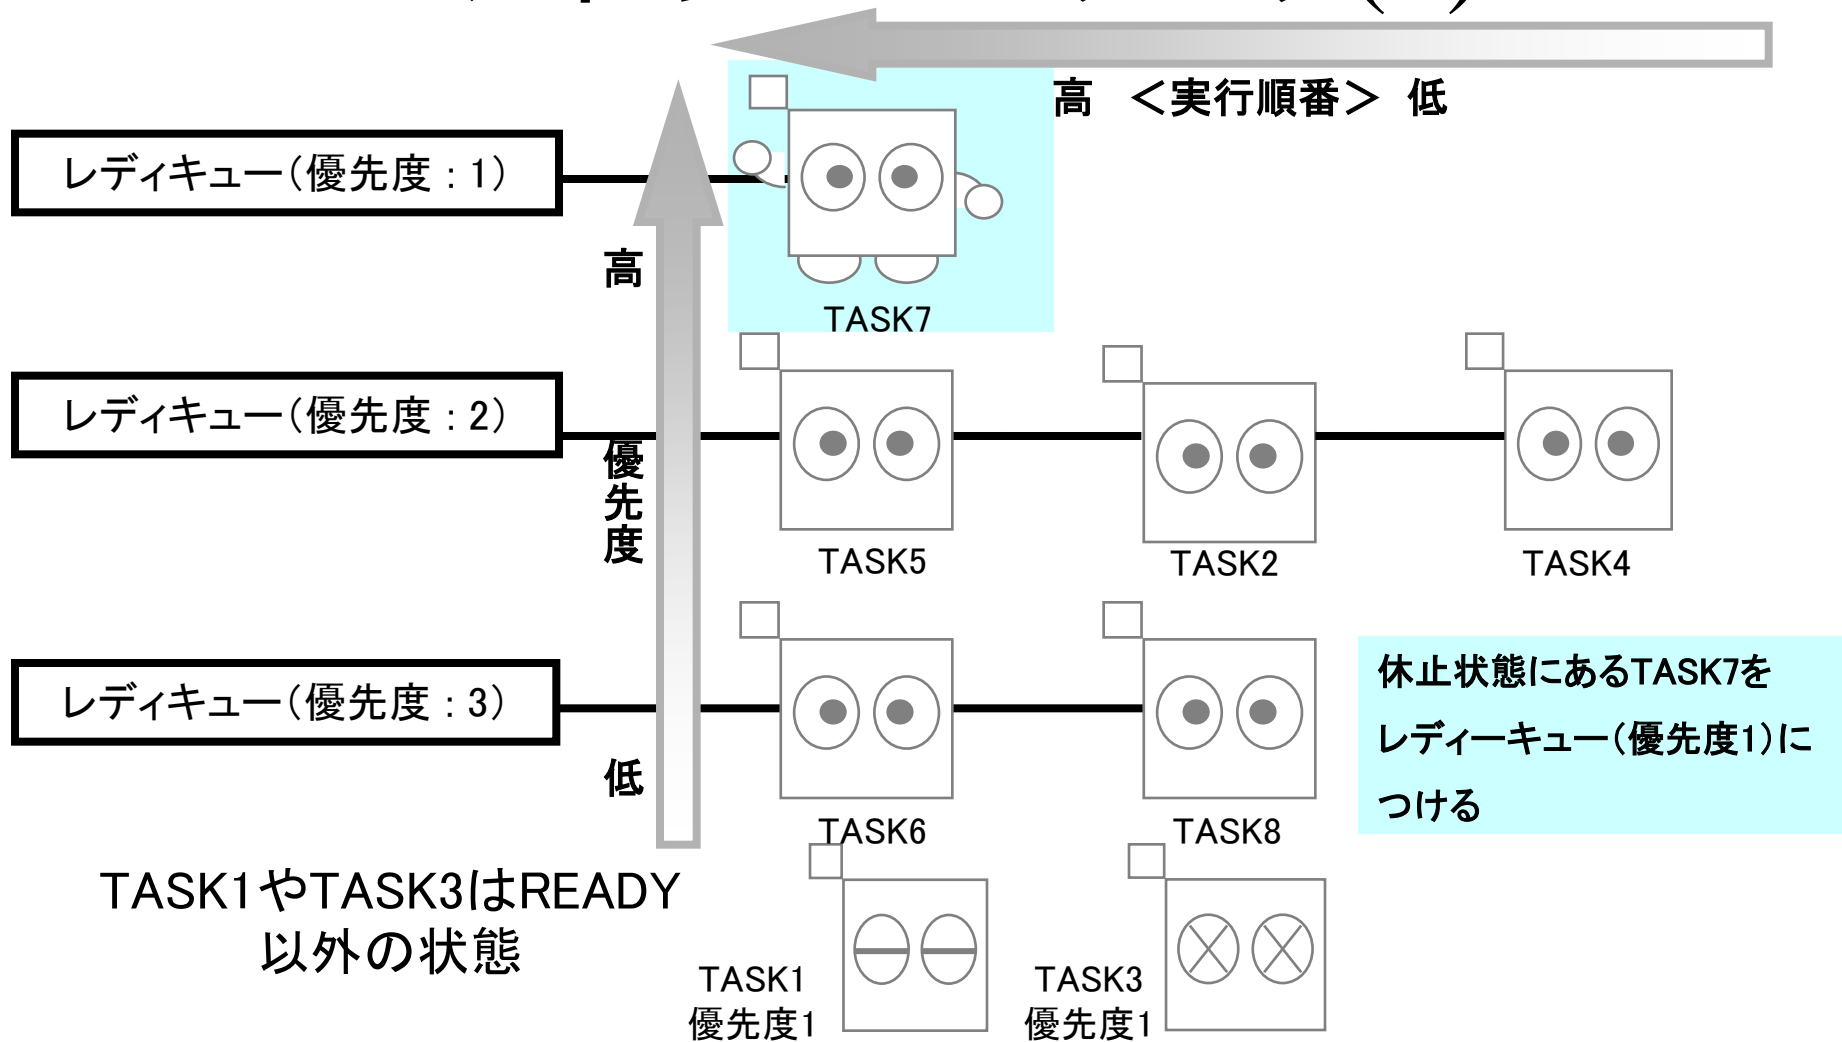 高 ＜実行順番＞ 低
レディキュー（優先度：1）
高
TASK7
レディキュー（優先度：2）
優先度
TASK5
TASK2
TASK4
レディキュー（優先度：3）
低
TASK6
TASK8
休止状態にあるTASK7を
レディーキュー（優先度1）に
つける
TASK1やTASK3はREADY
以外の状態
TASK1
優先度1
TASK3
優先度1